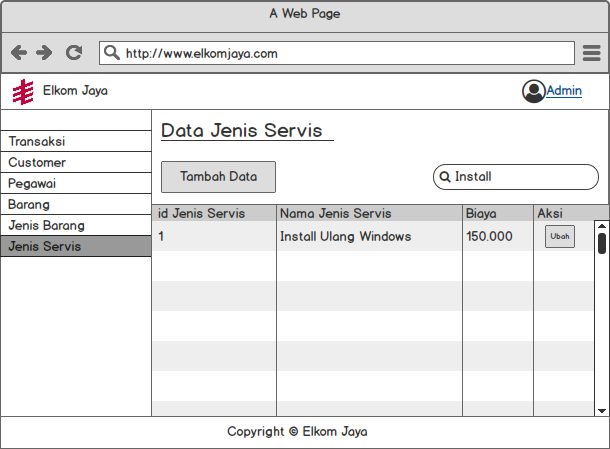 A Web Page
http://www.elkomjaya.com
Elkom Jaya
Admin
Transaksi
Customer
Pegawai
Barang
Jenis Barang
Jenis Servis
Data Jenis Servis
Tambah Data
Install
id Jenis Servis Nama Jenis Servis Biaya Aksi
1 Install Ulang Windows 150.000 Ubah
Copyright © Elkom Jaya